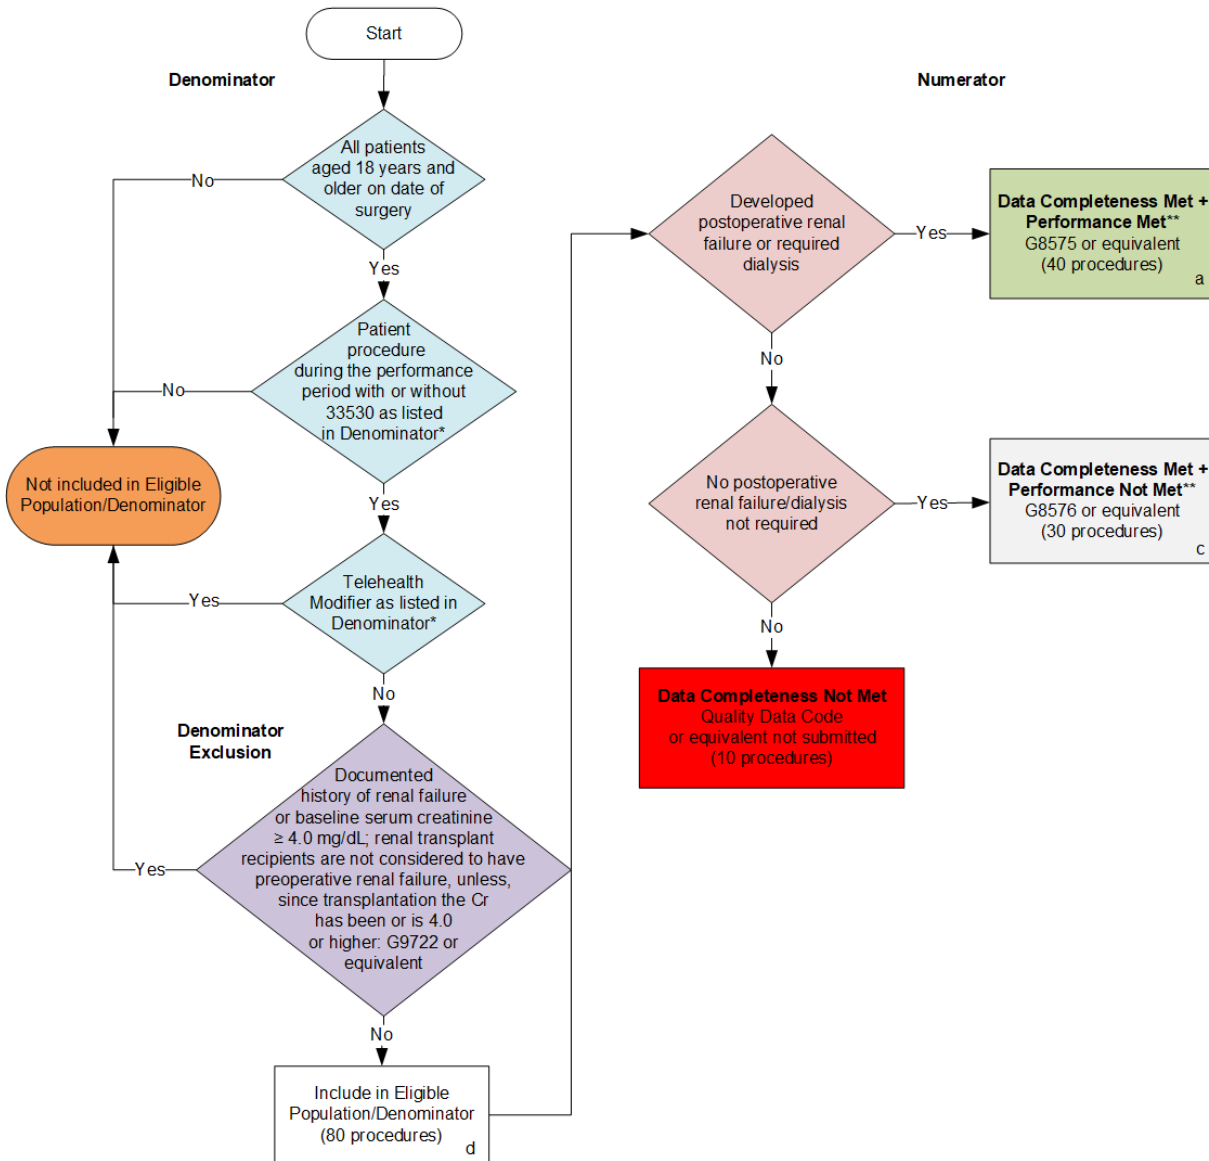 Start
Denominator
All patients
aged 18 years and
older on date of
surgery
No
Yes
Patient
procedure
during the performance
period with or without
33530 as listed
in Denominator*
No
Not included in Eligible
Population/Denominator
Yes
Telehealth
Modifier as listed in
Denominator*
Yes
No
Denominator
Exclusion
Documented
history of renal failure
or baseline serum creatinine
≥ 4.0 mg/dL; renal transplant
recipients are not considered to have
preoperative renal failure, unless,
since transplantation the Cr
has been or is 4.0
or higher: G9722 or
equivalent
Yes
No
Include in Eligible
Population/Denominator
(80 procedures)
d
Numerator
Developed
postoperative renal
failure or required
dialysis
Yes
Data Completeness Met +
Performance Met**
G8575 or equivalent
(40 procedures)
a
No
No postoperative
renal failure/dialysis
not required
Yes
Data Completeness Met +
Performance Not Met**
G8576 or equivalent
(30 procedures)
c
No
Data Completeness Not Met
Quality Data Code
or equivalent not submitted
(10 procedures)